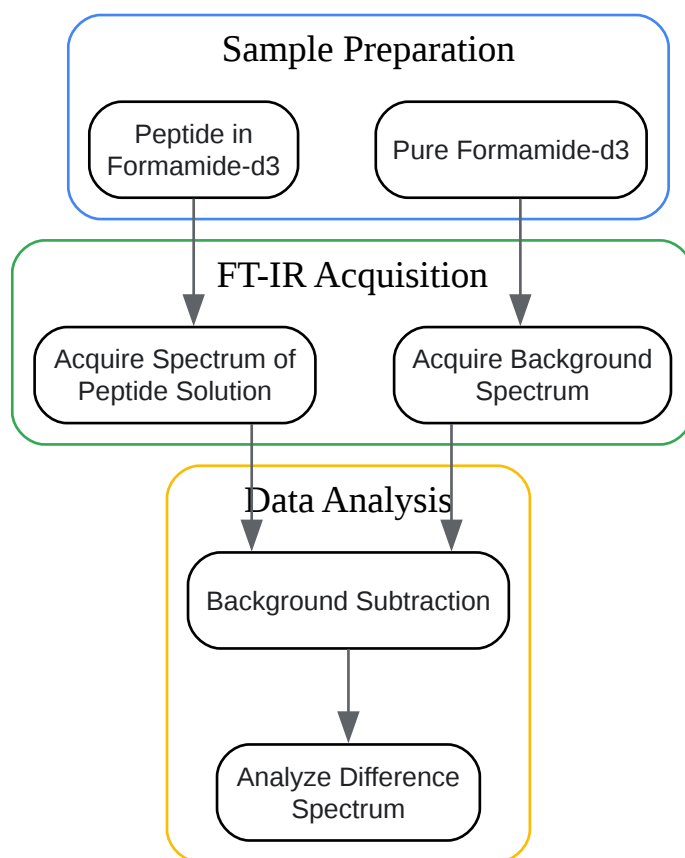 Sample Preparation
Peptide in
Formamide-d3
Pure Formamide-d3
FT-IR Acquisition
Acquire Spectrum of
Peptide Solution
Acquire Background
Spectrum
Data Analysis
Background Subtraction
Analyze Difference
Spectrum